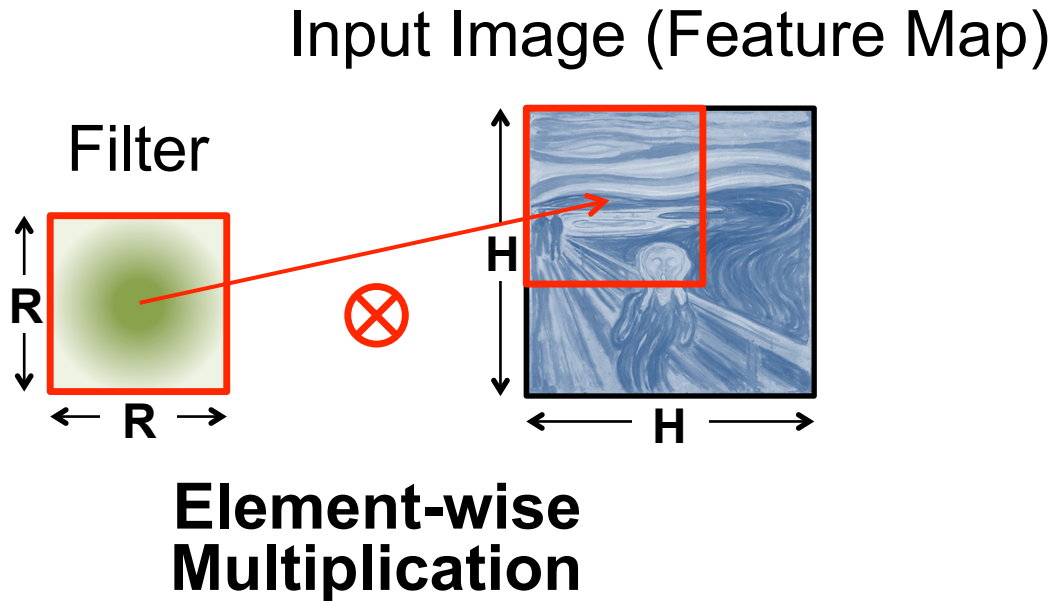 Input Image (Feature Map)
Filter
R
R
H
H
Element-wise
Multiplication